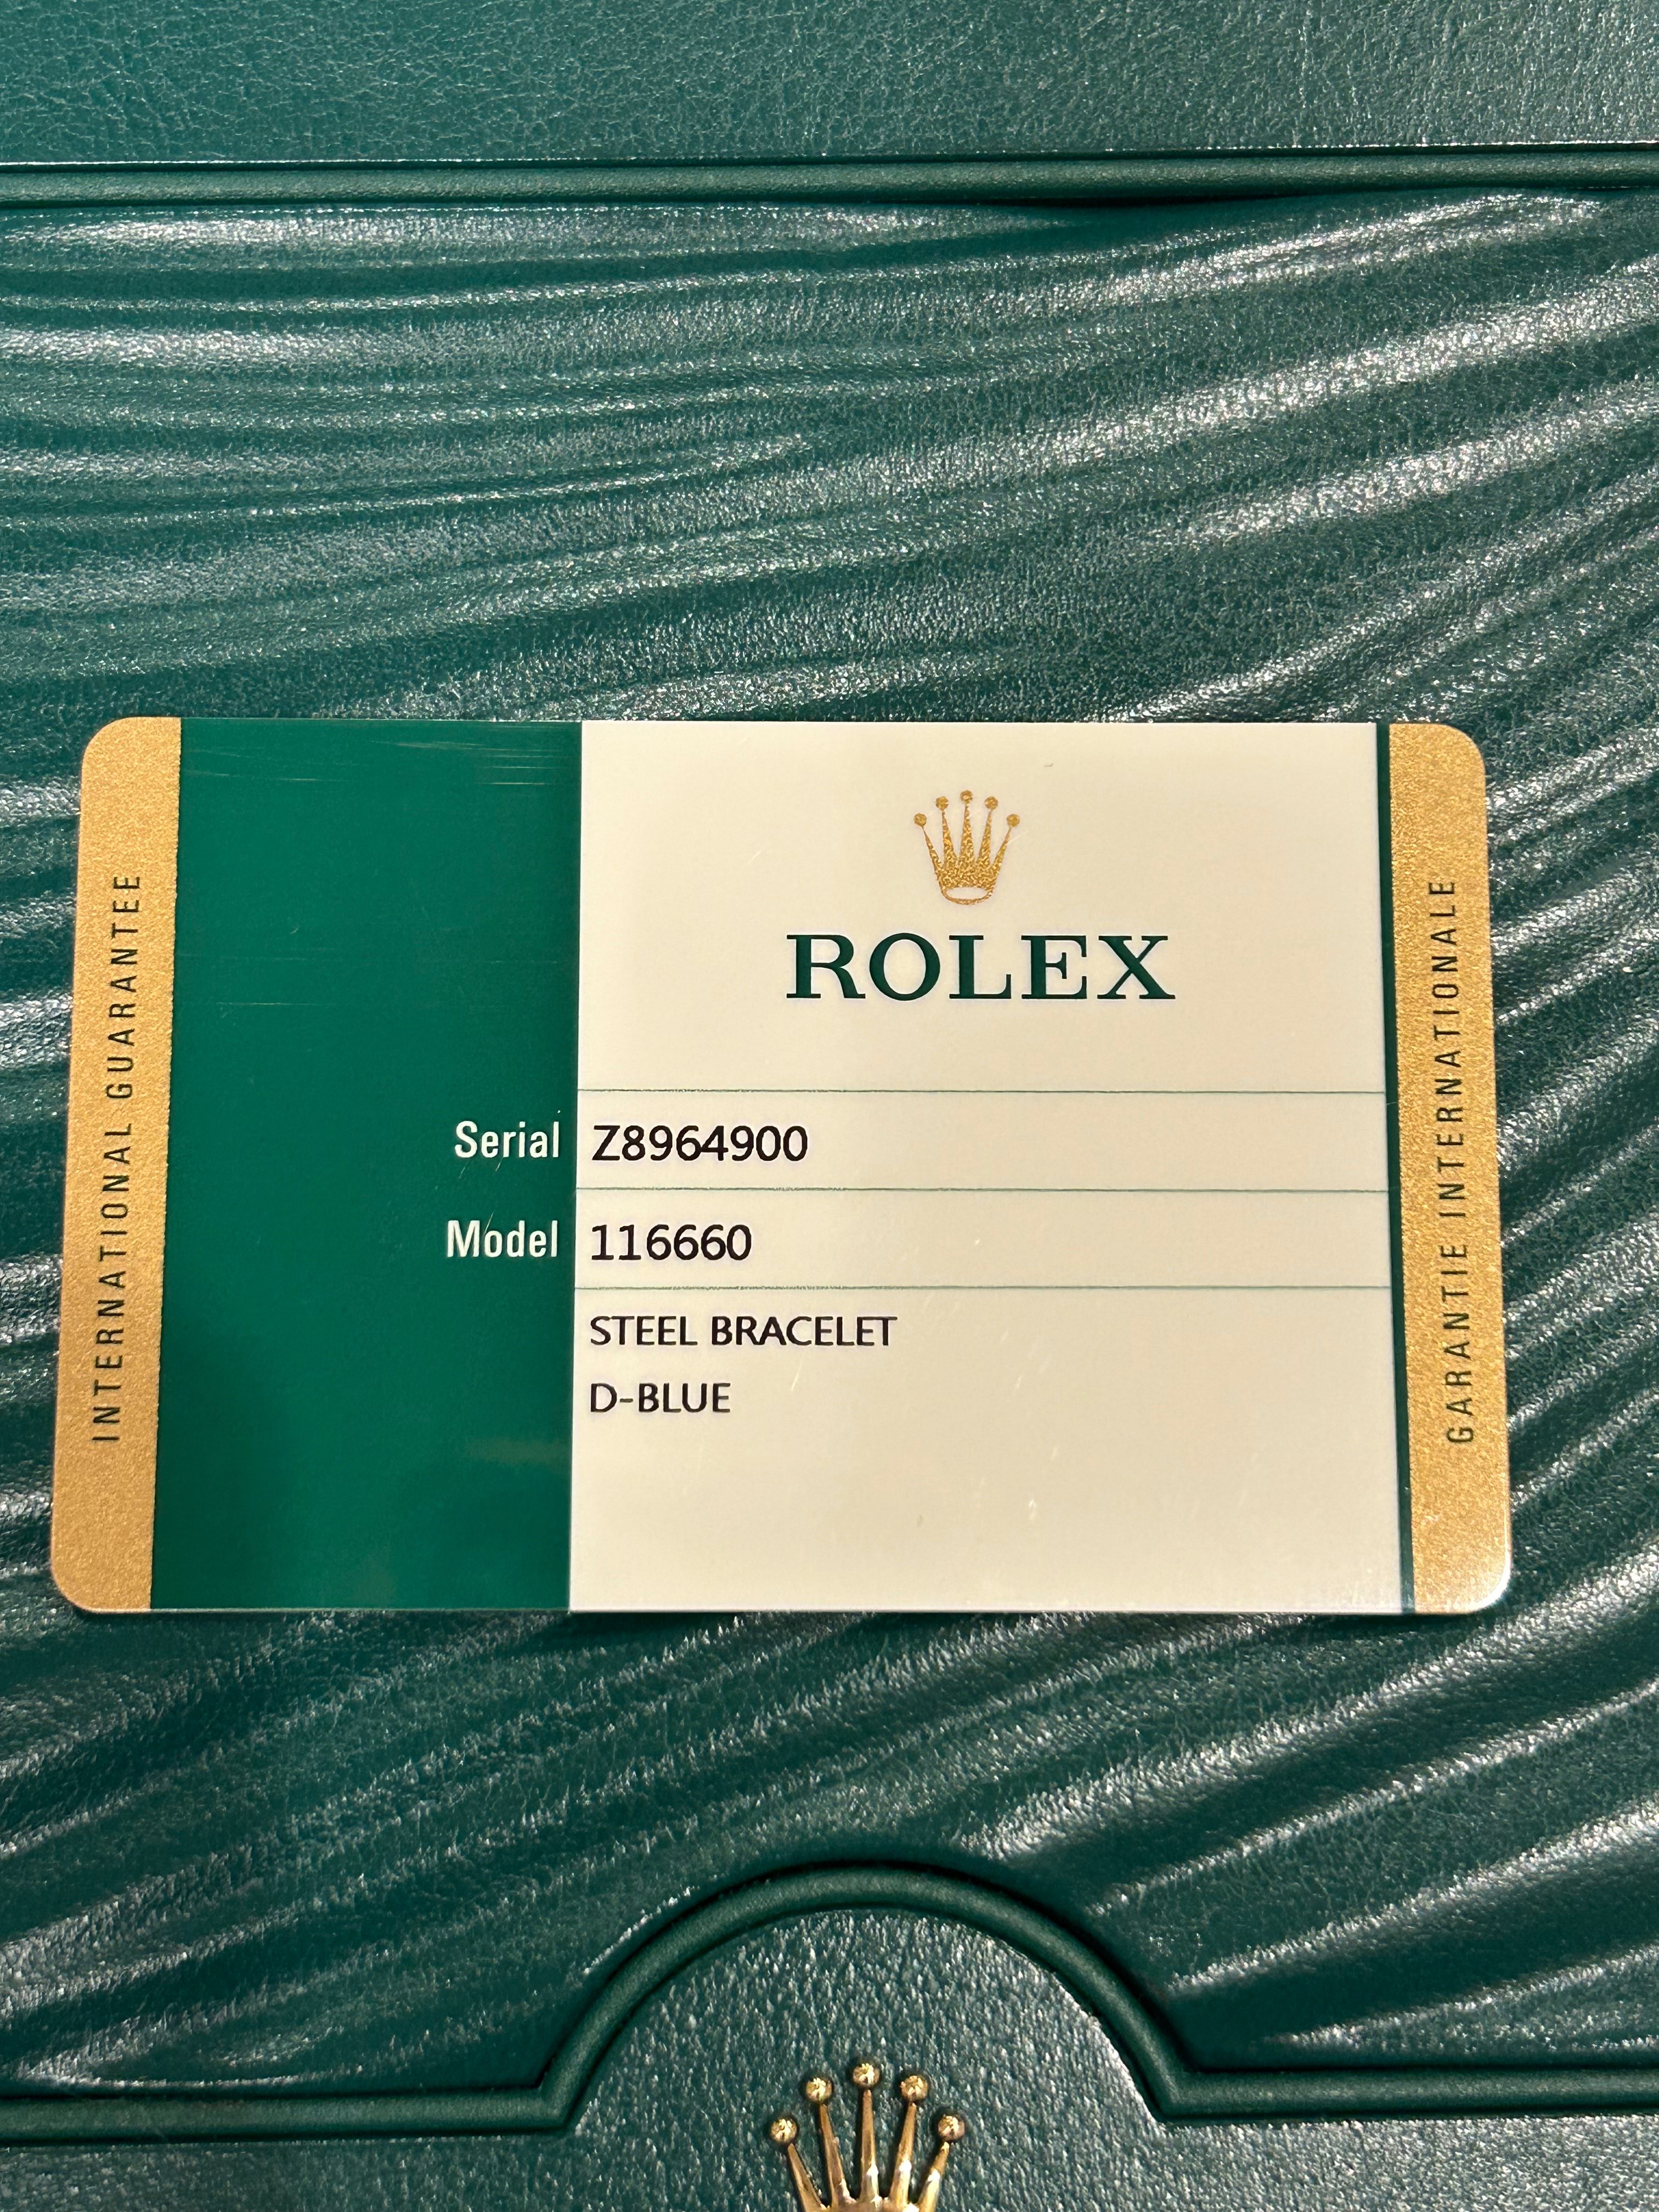 INTERNATIONAL GUARANTEE
ROLEX
Serial Z8964900
Model 116660
STEEL BRACELET
D-BLUE
GARANTIE INTERNATIONALE